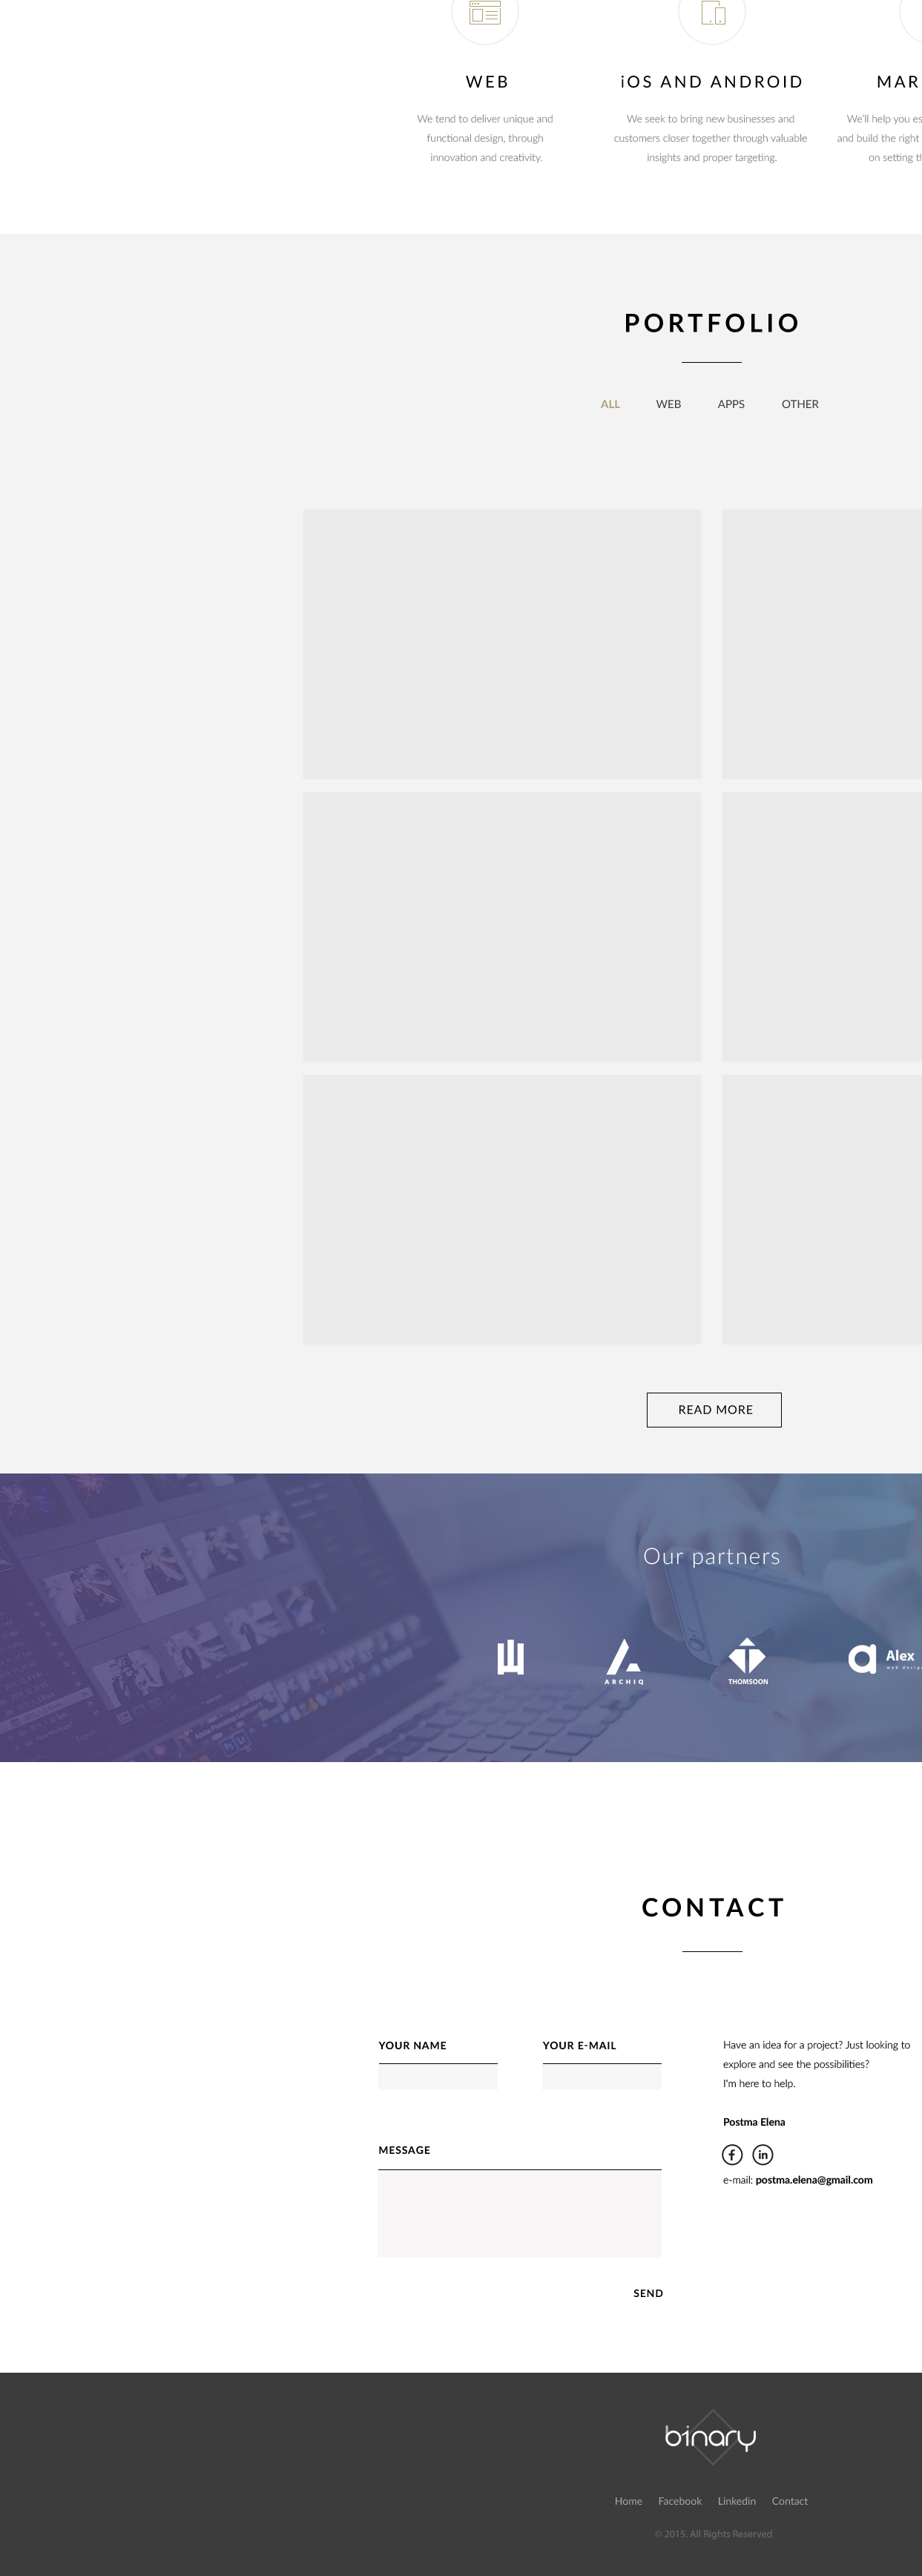 WEB
We tend to deliver unique and
functional design, through
innovation and creativity.
iOS AND ANDROID
We seek to bring new businesses and
customers closer together through valuable
insights and proper targeting.
MAR
We'll help you es
and build the right
on setting th
PORTFOLIO
ALL WEB APPS OTHER
READ MORE
Our partners
ARCHIQ
THOMSOON
Alex
web desig
CONTACT
YOUR NAME
YOUR E-MAIL
MESSAGE
SEND
Have an idea for a project? Just looking to
explore and see the possibilities?
I'm here to help.
Postma Elena
e-mail: postma.elena@gmail.com
binary
Home Facebook Linkedin Contact
© 2015. All Rights Reserved